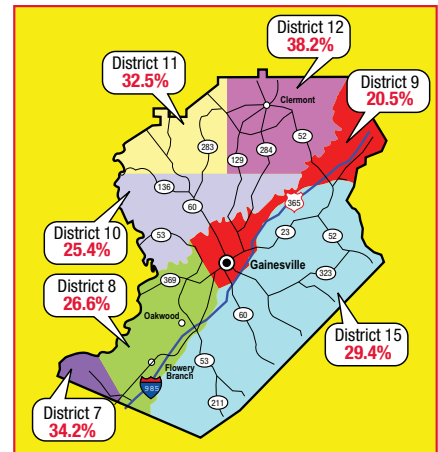 District 12
38.2%
District 11
32.5%
District 9
20.5%
Clermont
52
283
284
129
136
365
60
District 10
25.4%
53
23
52
Gainesville
323
District 8
26.6%
369
Oakwood
60
District 15
29.4%
53
Flowery
Branch
985
District 7
34.2%
211